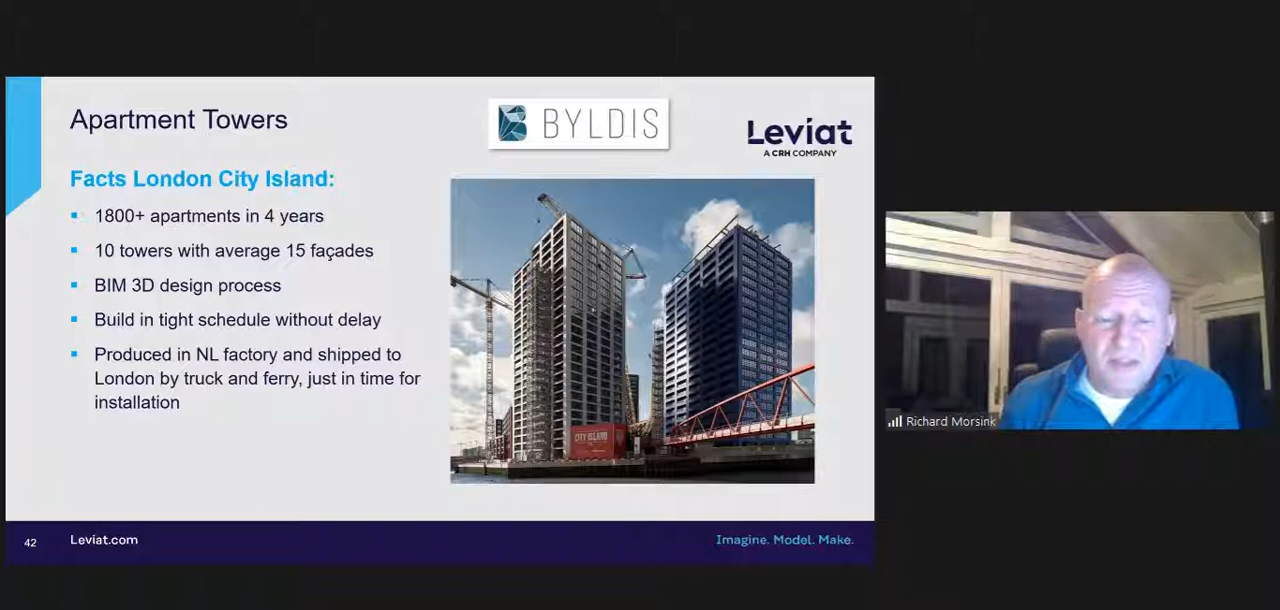 Apartment Towers
BYLDIS
Leviat
A CRH COMPANY
Facts London City Island:
1800+ apartments in 4 years
10 towers with average 15 façades
BIM 3D design process
Build in tight schedule without delay
Produced in NL factory and shipped to
London by truck and ferry, just in time for
installation
CITY ISLAND
Richard Morsink
42
Leviat.com
Imagine. Model. Make.